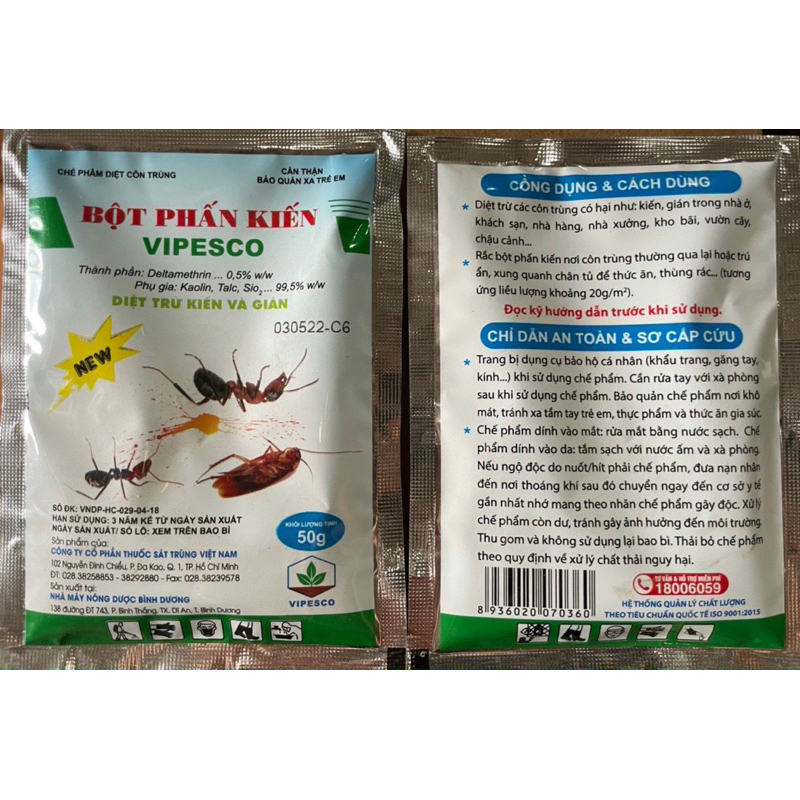 CHẾ PHẨM DIỆT CÔN TRÙNG
CẨN THẬN
BẢO QUẢN XA TRẺ EM
BỘT PHẤN KIẾN
VIPESCO
Thành phần: Deltamethrin ... 0,5% w/w
Phụ gia: Kaolin, Talc, Sio2... 99,5% w/w
DIỆT TRỪ KIẾN VÀ GIÁN
030522-C6
NEW
SỐ ĐK: VNDP-HC-029-04-18
HẠN SỬ DỤNG: 3 NĂM KỂ TỪ NGÀY SẢN XUẤT
NGÀY SẢN XUẤT/ SỐ LÔ: XEM TRÊN BAO BÌ
Sản phẩm của:
CÔNG TY CỔ PHẦN THUỐC SÁT TRÙNG VIỆT NAM
102 Nguyễn Đình Chiểu, P. Đa Kao, Q. 1, TP. Hồ Chí Minh
ĐT: 028.38258853 - 38292880 - Fax: 028.38239578
Sản xuất tại:
NHÀ MÁY NÔNG DƯỢC BÌNH DƯƠNG
138 đường ĐT 743, P. Bình Thắng, TX. Dĩ An, T. Bình Dương
KHỐI LƯỢNG TỊNH
50g
VIPESCO
CÔNG DỤNG & CÁCH DÙNG
* Diệt trừ các côn trùng có hại như: kiến, gián trong nhà ở,
khách sạn, nhà hàng, nhà xưởng, kho bãi, vườn cây,
chậu cảnh...
* Rắc bột phấn kiến nơi côn trùng thường qua lại hoặc trú
ẩn, xung quanh chân tủ để thức ăn, thùng rác... (tương
ứng liều lượng khoảng 20g/m²).
Đọc kỹ hướng dẫn trước khi sử dụng.
CHỈ DẪN AN TOÀN & SƠ CẤP CỨU
* Trang bị dụng cụ bảo hộ cá nhân (khẩu trang, găng tay,
kính...) khi sử dụng chế phẩm. Cần rửa tay với xà phòng
sau khi sử dụng chế phẩm. Bảo quản chế phẩm nơi khô
mát, tránh xa tầm tay trẻ em, thực phẩm và thức ăn gia súc.
* Chế phẩm dính vào mắt: rửa mắt bằng nước sạch. Chế
phẩm dính vào da: tắm sạch với nước ấm và xà phòng.
Nếu ngộ độc do nuốt/hít phải chế phẩm, đưa nạn nhân
đến nơi thoáng khí sau đó chuyển ngay đến cơ sở y tế
gần nhất nhớ mang theo nhãn chế phẩm gây độc. Xử lý
chế phẩm còn dư, tránh gây ảnh hưởng đến môi trường.
Thu gom và không sử dụng lại bao bì. Thải bỏ chế phẩm
theo quy định về xử lý chất thải nguy hại.
TƯ VẤN & HỖ TRỢ MIỄN PHÍ
18006059
8 936020 070360
HỆ THỐNG QUẢN LÝ CHẤT LƯỢNG
THEO TIÊU CHUẨN QUỐC TẾ ISO 9001:2015